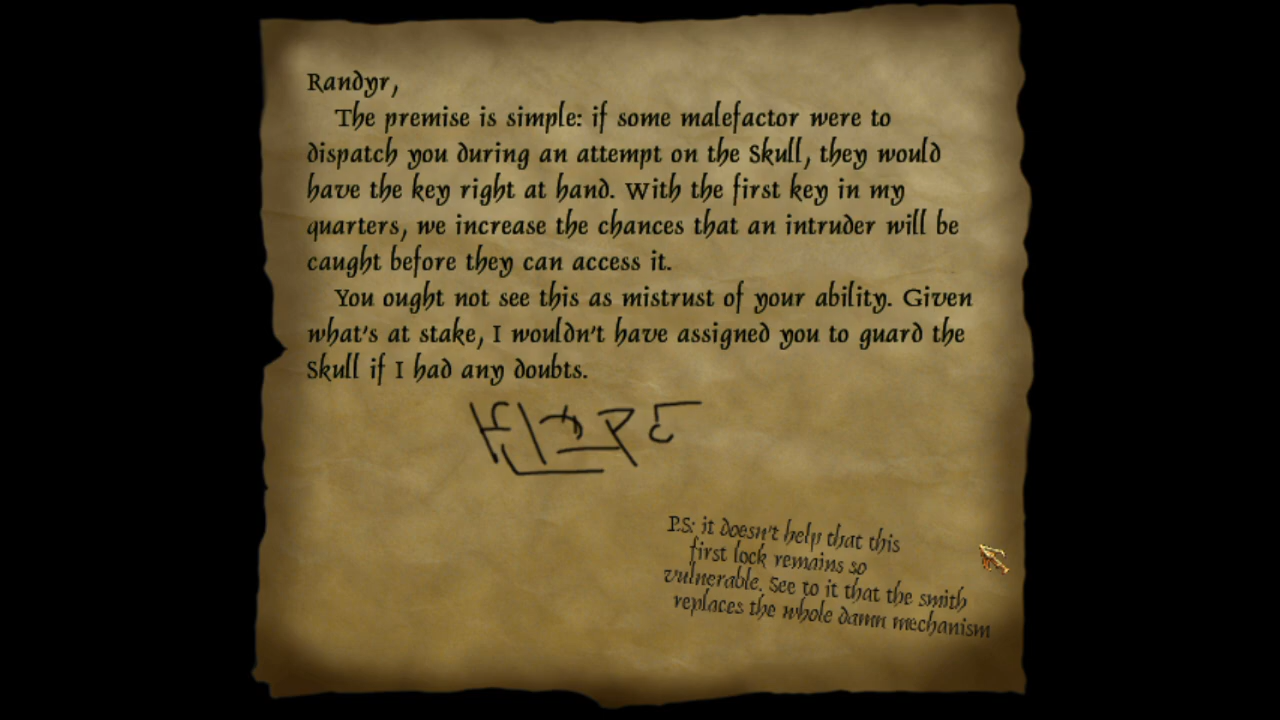 Randyr,
The premise is simple: if some malefactor were to
dispatch you during an attempt on the Skull, they would
have the key right at hand. With the first key in my
quarters, we increase the chances that an intruder will be
caught before they can access it.
You ought not see this as mistrust of your ability. Given
what's at stake, I wouldn't have assigned you to guard the
Skull if I had any doubts.
P.S: it doesn't help that this
first lock remains so
vulnerable. See to it that the smith
replaces the whole damn mechanism